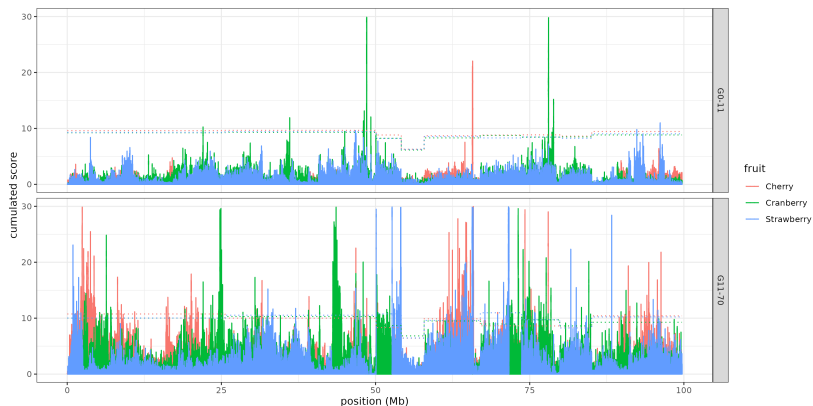 30
20
10
0
G0-11
30
20
10
0
G11-70
cumulated score
0
25
50
75
100
position (Mb)
fruit
Cherry
Cranberry
Strawberry